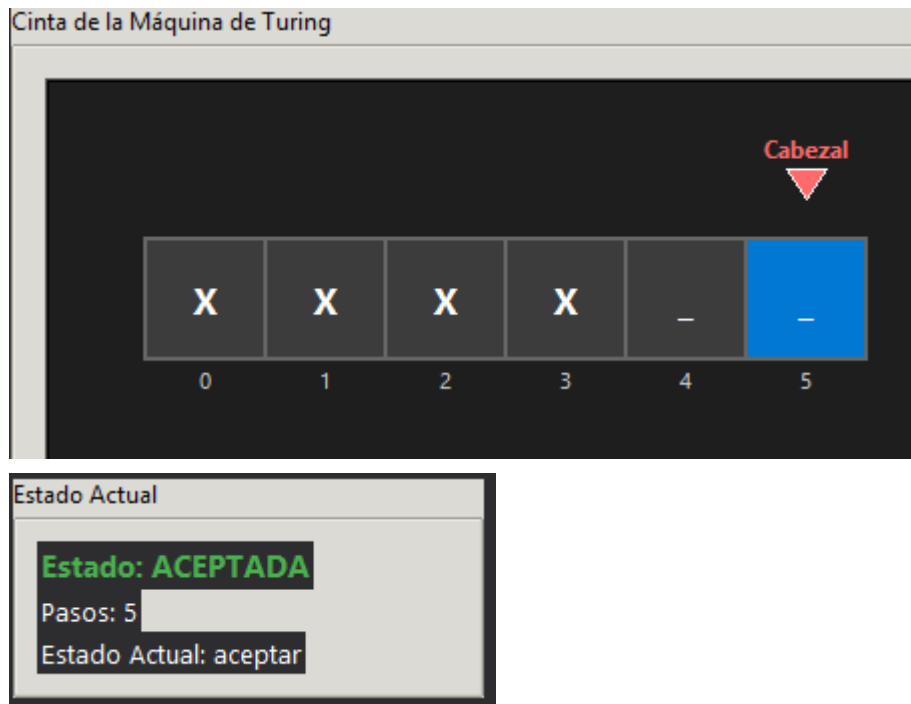 Cinta de la Máquina de Turing
Cabezal
X X X X _ _
0 1 2 3 4 5
Estado Actual
Estado: ACEPTADA
Pasos: 5
Estado Actual: aceptar